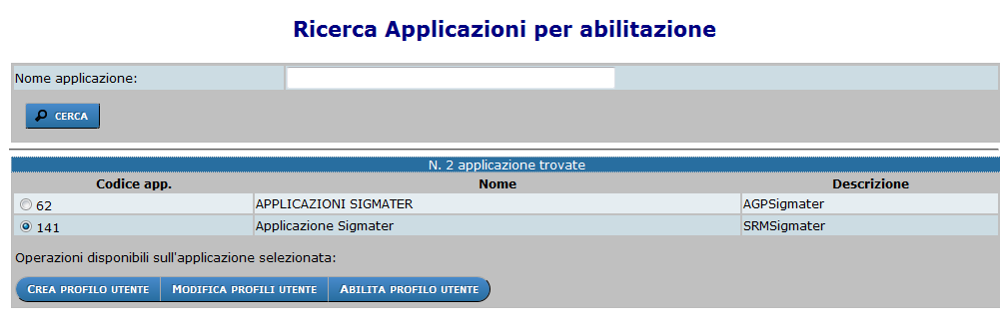 Ricerca Applicazioni per abilitazione
Nome applicazione:
CERCA
N. 2 applicazione trovate
Codice app. Nome Descrizione
62 APPLICAZIONI SIGMATER AGPSigmater
141 Applicazione Sigmater SRMSigmater
Operazioni disponibili sull'applicazione selezionata:
CREA PROFILO UTENTE MODIFICA PROFILI UTENTE ABILITA PROFILO UTENTE